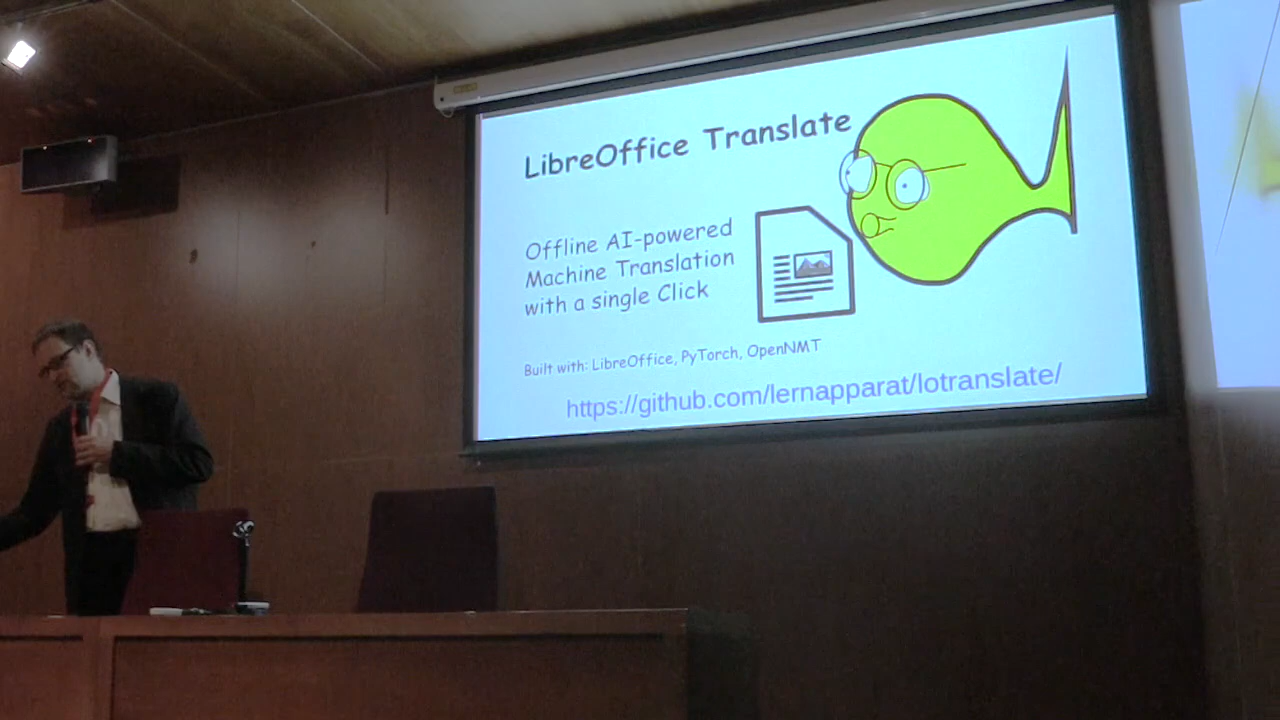 LibreOffice Translate
Offline AI-powered
Machine Translation
with a single Click
Built with: LibreOffice, PyTorch, OpenNMT
https://github.com/lernapparat/lotranslate/